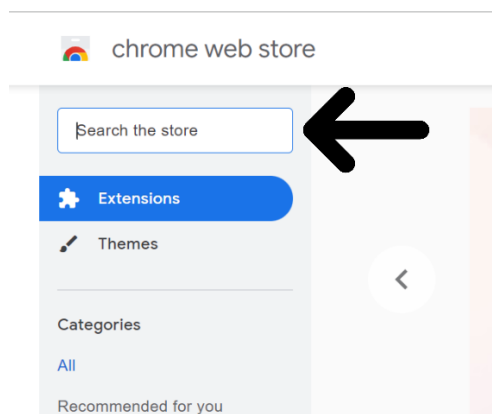 chrome web store
Search the store
Extensions
Themes
Categories
All
Recommended for you